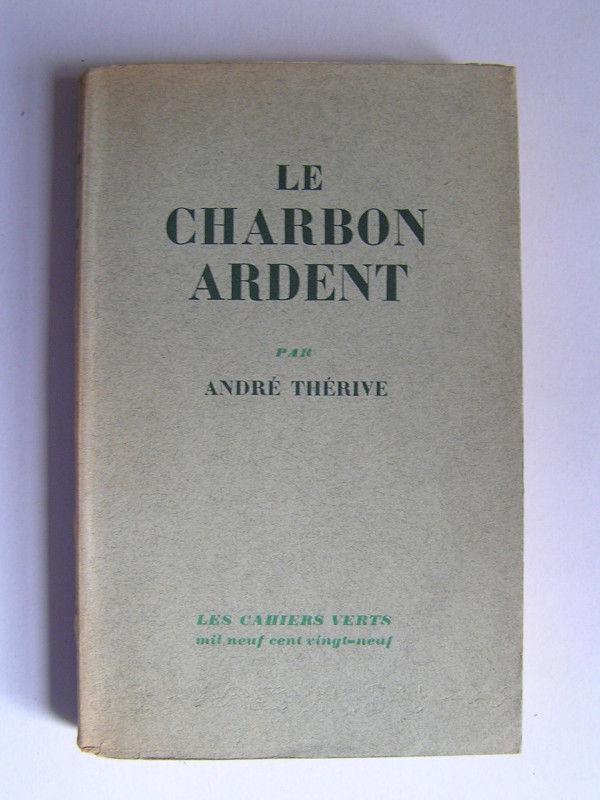 LE
CHARBON
ARDENT
PAR
ANDRÉ THÉRIVE
LES CAHIERS VERTS
mil neuf cent vingt-neuf